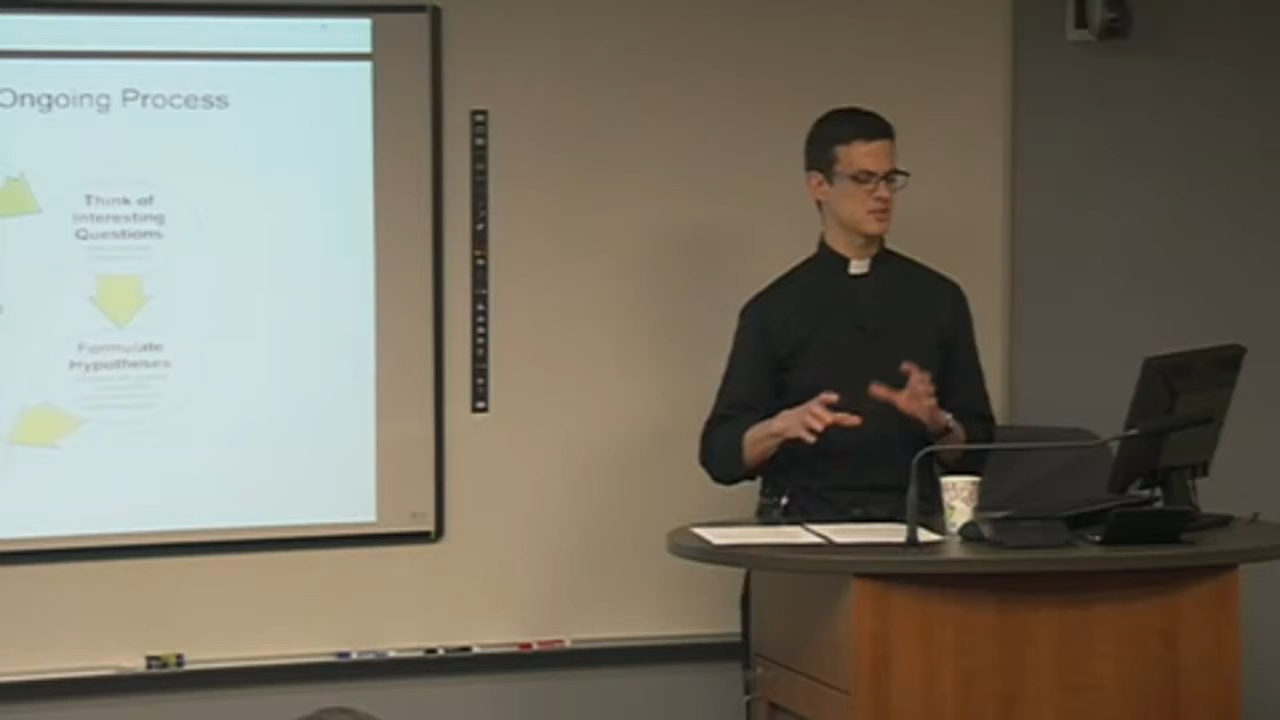 Ongoing Process
Think of
Interesting
Questions
Formulate
Hypotheses